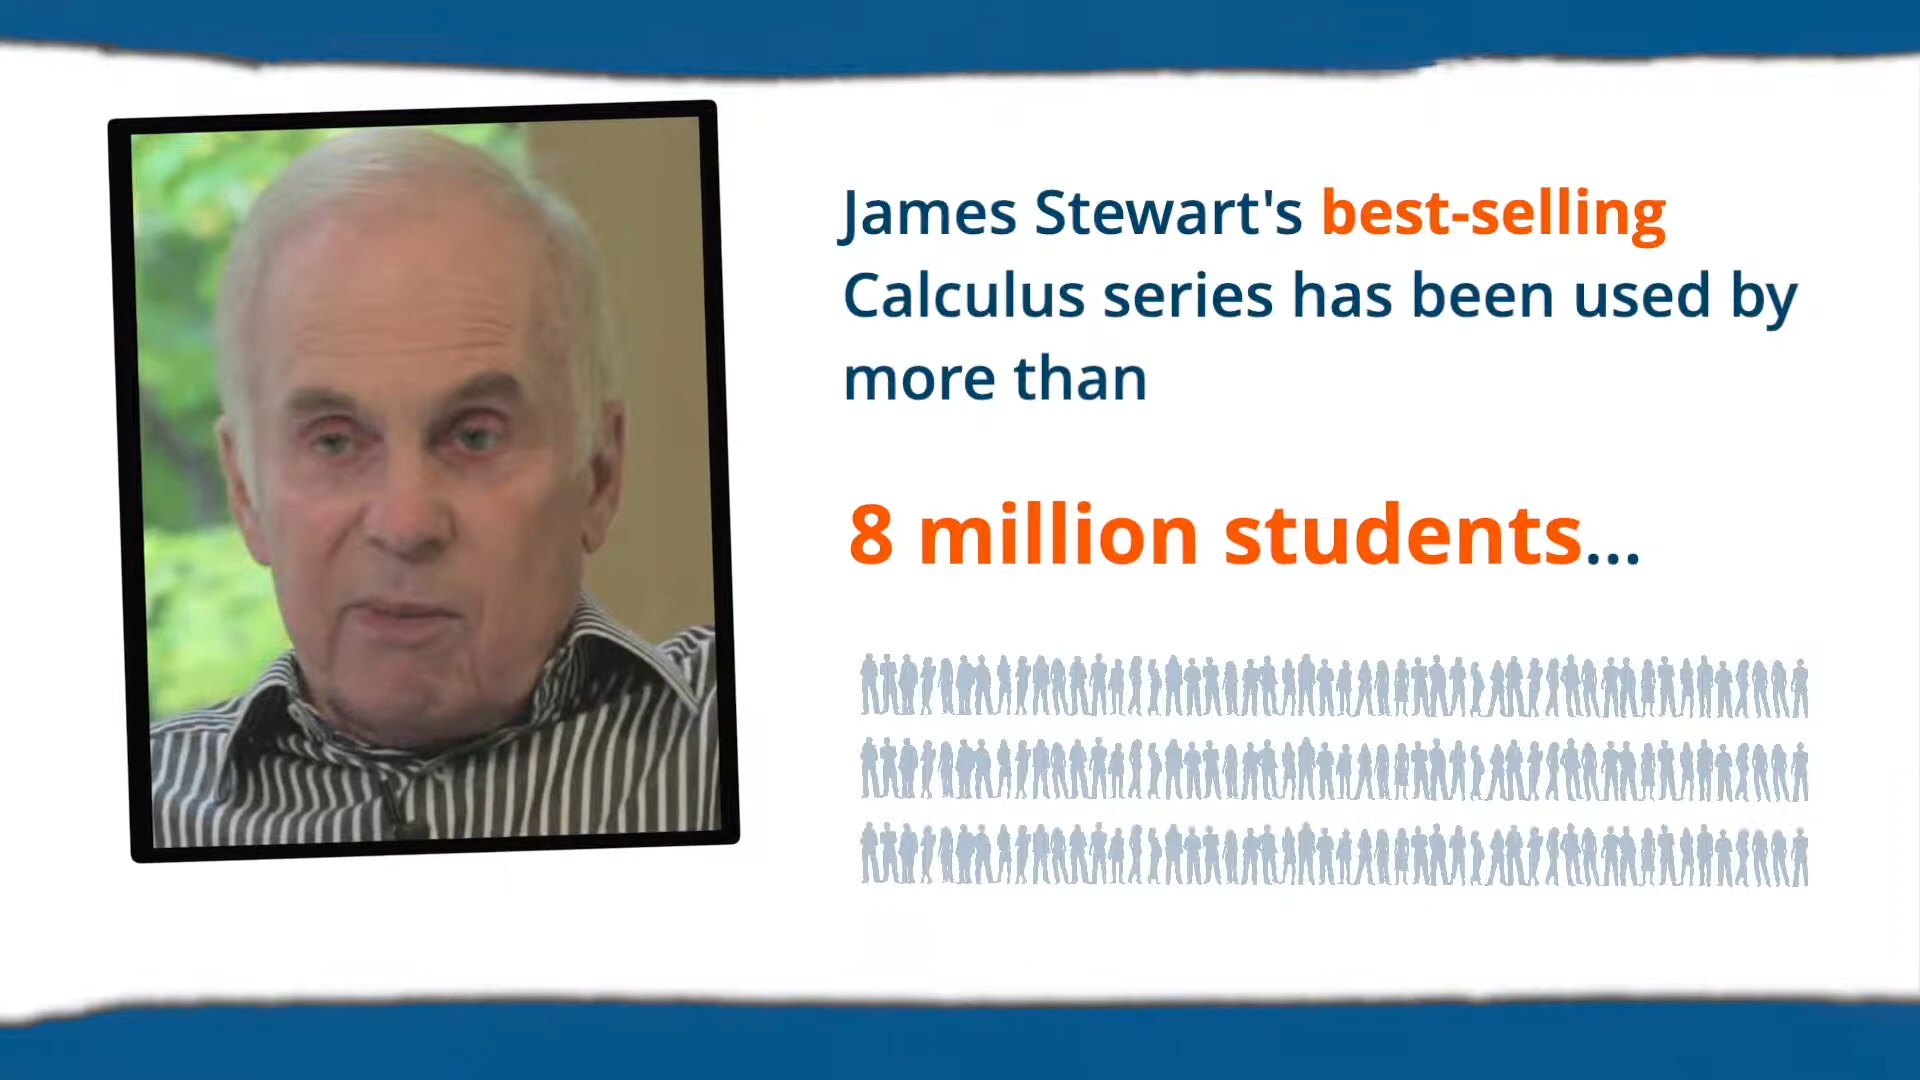 James Stewart's best-selling
Calculus series has been used by
more than
8 million students...